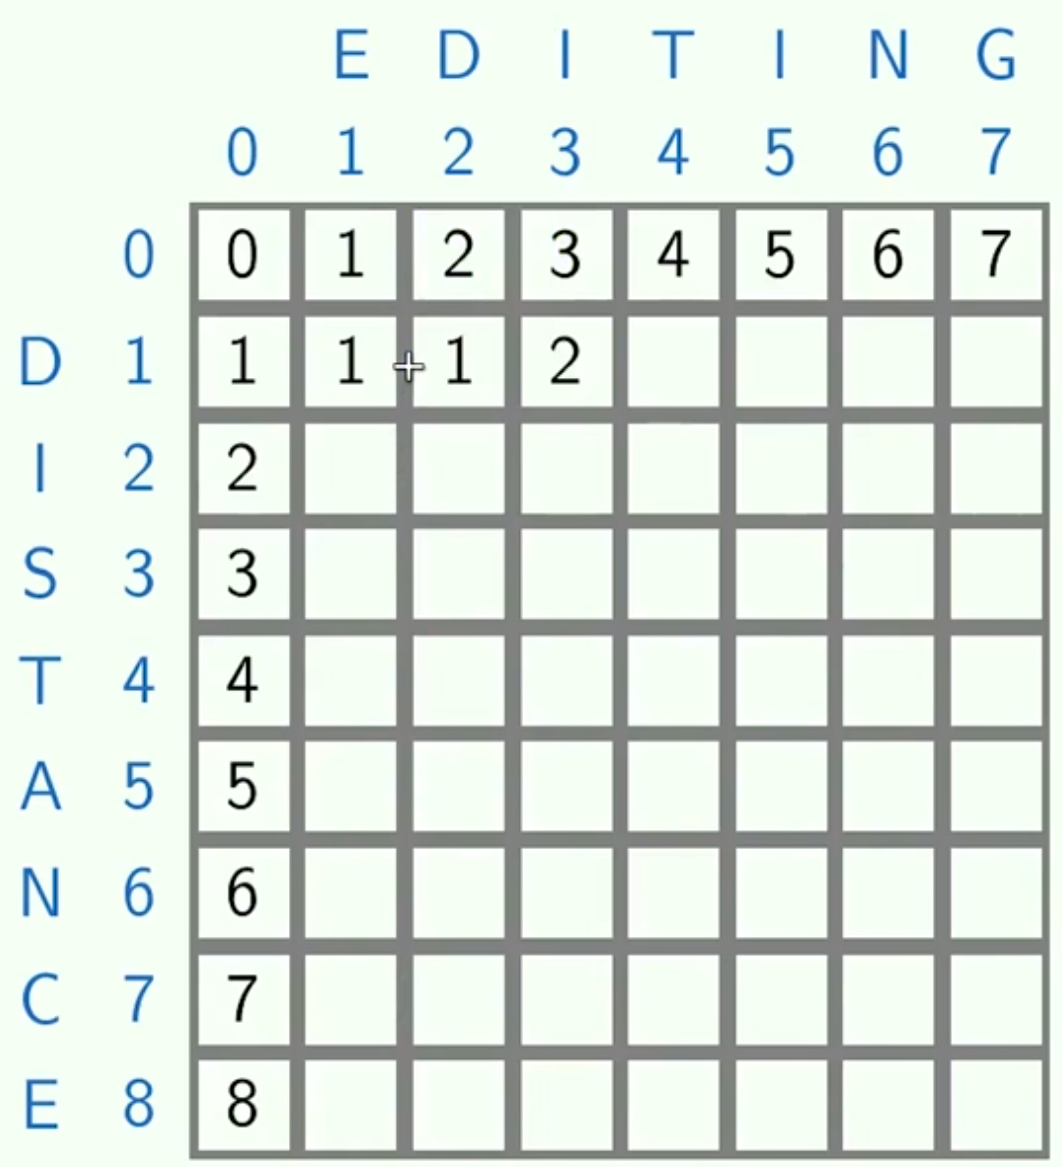 E D I T I N G
0 1 2 3 4 5 6 7
0 0 1 2 3 4 5 6 7
D 1 1 1 1 2
I 2 2
S 3 3
T 4 4
A 5 5
N 6 6
C 7 7
E 8 8